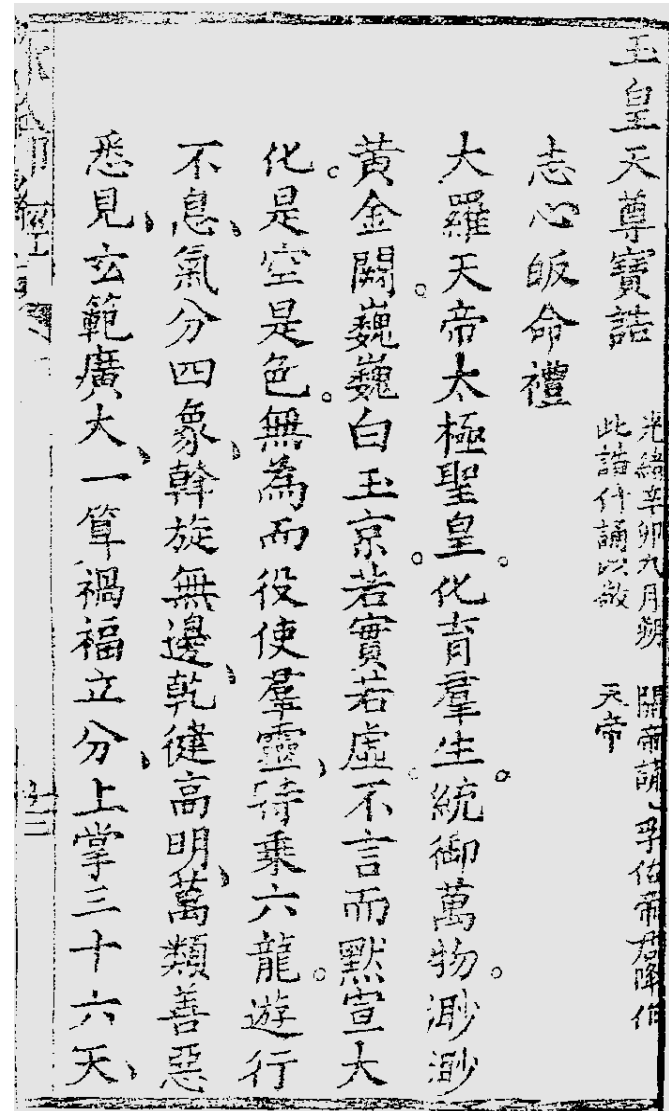 玉皇天尊寶誥
光緒辛卯九月朔 帝誦、孚佑帝君降
此誥什誦以敬 天帝
志心皈命禮
大羅天帝太極聖皇。化育羣生。統御萬物。渺渺
黃金闕。巍巍白玉京。若實若虛。不言而默宣大
化。是空是色。無為而役使羣靈、時乘六龍。遊行
不息、氣分四象、幹旋無邊、乾健高明、萬類善惡
悉見、玄範廣大、一筭禍福立分、上掌三十六天、